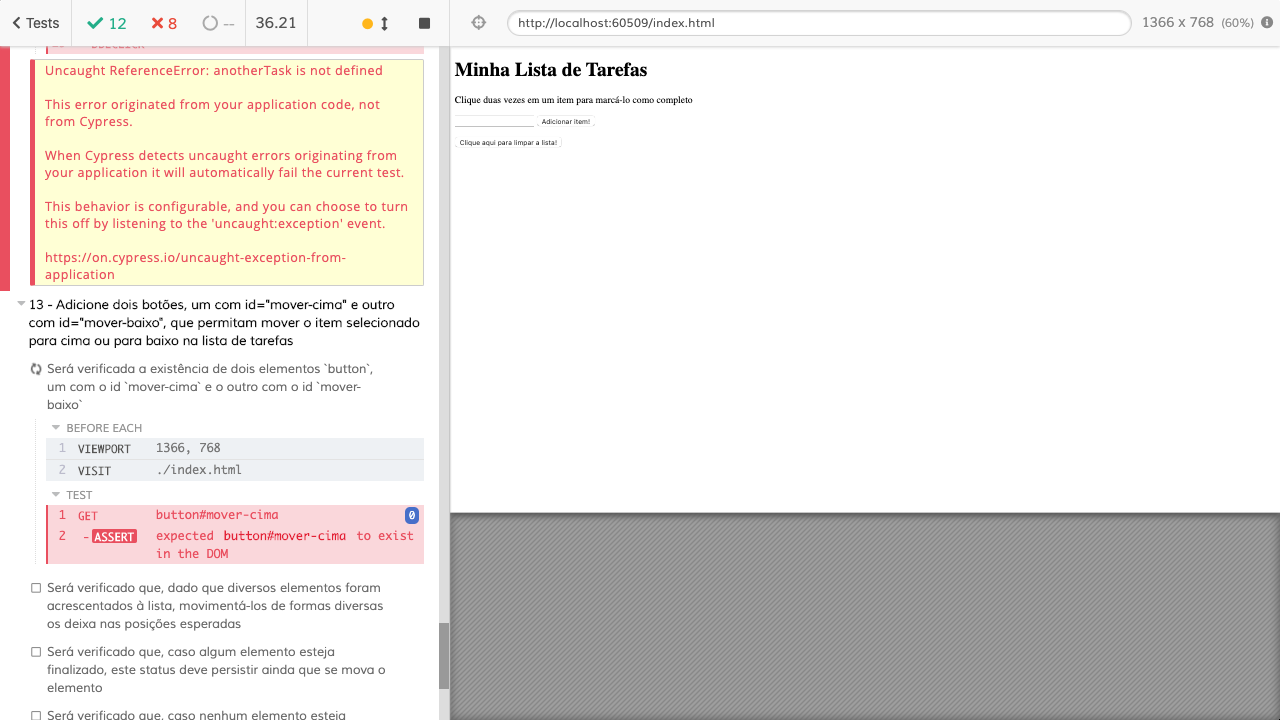 Tests 12 8 -- 36.21
http://localhost:60509/index.html 1366 x 768 (60%)
Uncaught ReferenceError: anotherTask is not defined
This error originated from your application code, not
from Cypress.
When Cypress detects uncaught errors originating from
your application it will automatically fail the current test.
This behavior is configurable, and you can choose to turn
this off by listening to the 'uncaught:exception' event.
https://on.cypress.io/uncaught-exception-from-
application
13 - Adicione dois botões, um com id="mover-cima" e outro
com id="mover-baixo", que permitam mover o item selecionado
para cima ou para baixo na lista de tarefas
Será verificada a existência de dois elementos `button`,
um com o id `mover-cima` e o outro com o id `mover-
baixo`
BEFORE EACH
1 VIEWPORT 1366, 768
2 VISIT ./index.html
TEST
1 GET button#mover-cima 0
2 -ASSERT expected button#mover-cima to exist
in the DOM
Será verificado que, dado que diversos elementos foram
acrescentados à lista, movimentá-los de formas diversas
os deixa nas posições esperadas
Será verificado que, caso algum elemento esteja
finalizado, este status deve persistir ainda que se mova o
elemento
Será verificado que, caso nenhum elemento esteja
Minha Lista de Tarefas
Clique duas vezes em um item para marcá-lo como completo
Adicionar item!
Clique aqui para limpar a lista!